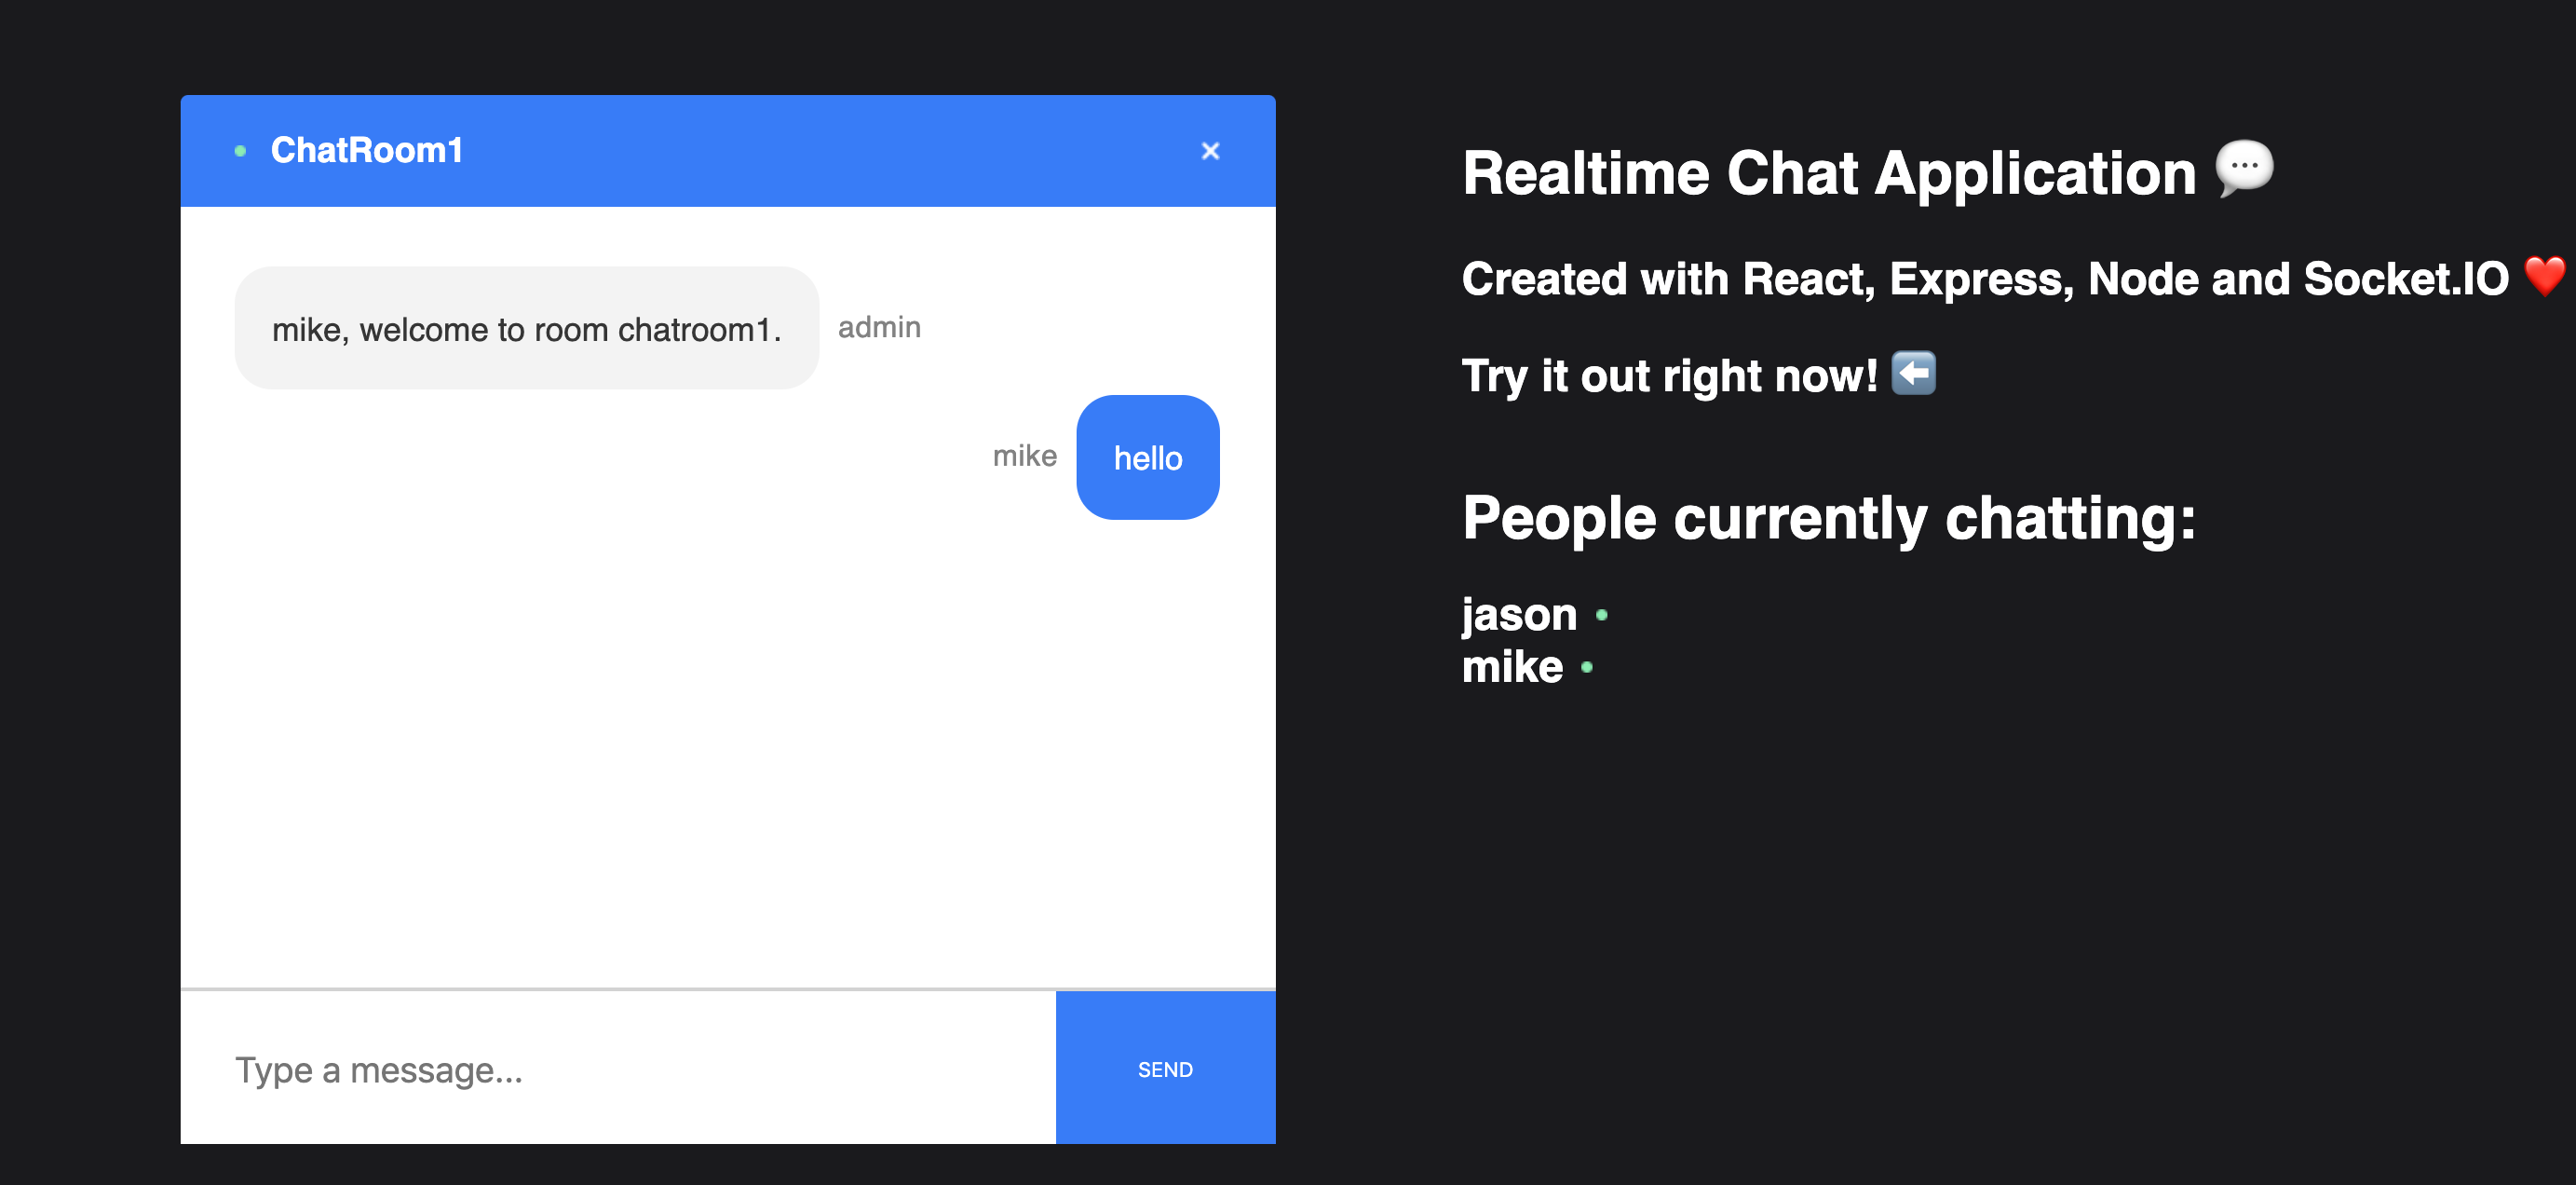 ChatRoom1
mike, welcome to room chatroom1.
admin
mike
hello
Type a message...
SEND
Realtime Chat Application 💬
Created with React, Express, Node and Socket.IO ❤️
Try it out right now! ⬅️
People currently chatting:
jason
mike